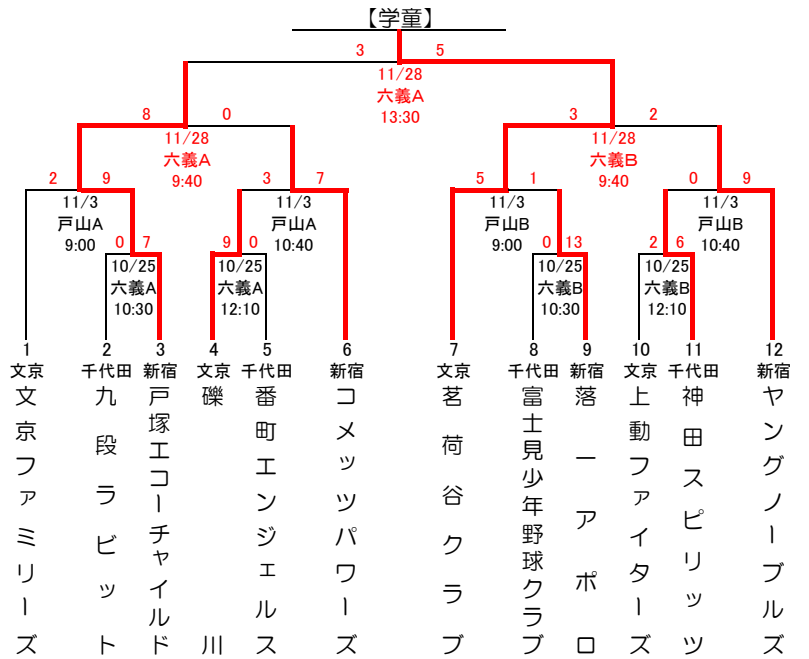 【学童】
3 5
11/28
六義A
13:30
8 0 3 2
11/28 11/28
六義A 六義B
9:40 9:40
2 9 3 7 5 1 0 9
11/3 11/3 11/3 11/3
戸山A 戸山A 戸山B 戸山B
9:00 10:40 9:00 10:40
0 7 9 0 0 13 2 6
10/25 10/25 10/25 10/25
六義A 六義A 六義B 六義B
10:30 12:10 10:30 12:10
1 2 3 4 5 6 7 8 9 10 11 12
文京 千代田 新宿 文京 千代田 新宿 文京 千代田 新宿 文京 千代田 新宿
文京ファミリーズ
九段ラビット
戸塚エコーチャイルド
礫川
番町エンジェルス
コメッツパワーズ
茗荷谷クラブ
富士見少年野球クラブ
落一アポロ
上動ファイターズ
神田スピリッツ
ヤングノーブルズ